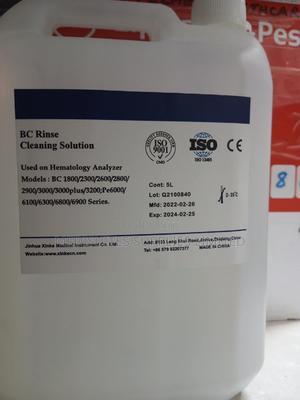 Pes
BC Rinse
Cleaning Solution
ISO
9001
ISO
CE
ISO 13485
Used on Hematology Analyzer
Models : BC 1800/2300/2600/2800/
2900/3000/3000plus/3200;Pe6000/
6100/6300/6800/6900 Series.
Cont: 5L
Lot: Q2100840
Mfd: 2022-02-26
Exp: 2024-02-25
8
Jinhua Xinke Medical Instrument Co., Ltd.
Website:www.xinkecn.com
MADE IN CHINA